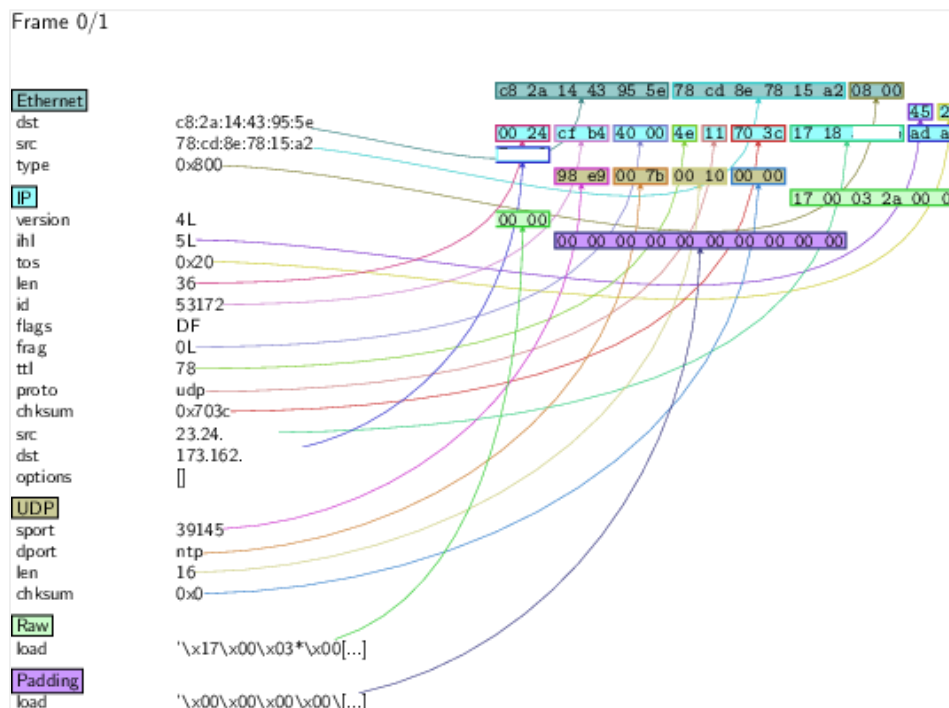 Frame 0/1
Ethernet
dst c8:2a:14:43:95:5e
src 78:cd:8e:78:15:a2
type 0x800
IP
version 4L
ihl 5L
tos 0x20
len 36
id 53172
flags DF
frag 0L
ttl 78
proto udp
chksum 0x703c
src 23.24.
dst 173.162.
options []
UDP
sport 39145
dport ntp
len 16
chksum 0x0
Raw
load '\x17\x00\x03*\x00[...]
Padding
load '\x00\x00\x00\x00\[...]
c8 2a 14 43 95 5e 78 cd 8e 78 15 a2 08 00
45 2
00 24 cf b4 40 00 4e 11 70 3c 17 18 ad a
98 e9 00 7b 00 10 00 00
17 00 03 2a 00 0
00 00
00 00 00 00 00 00 00 00 00 00